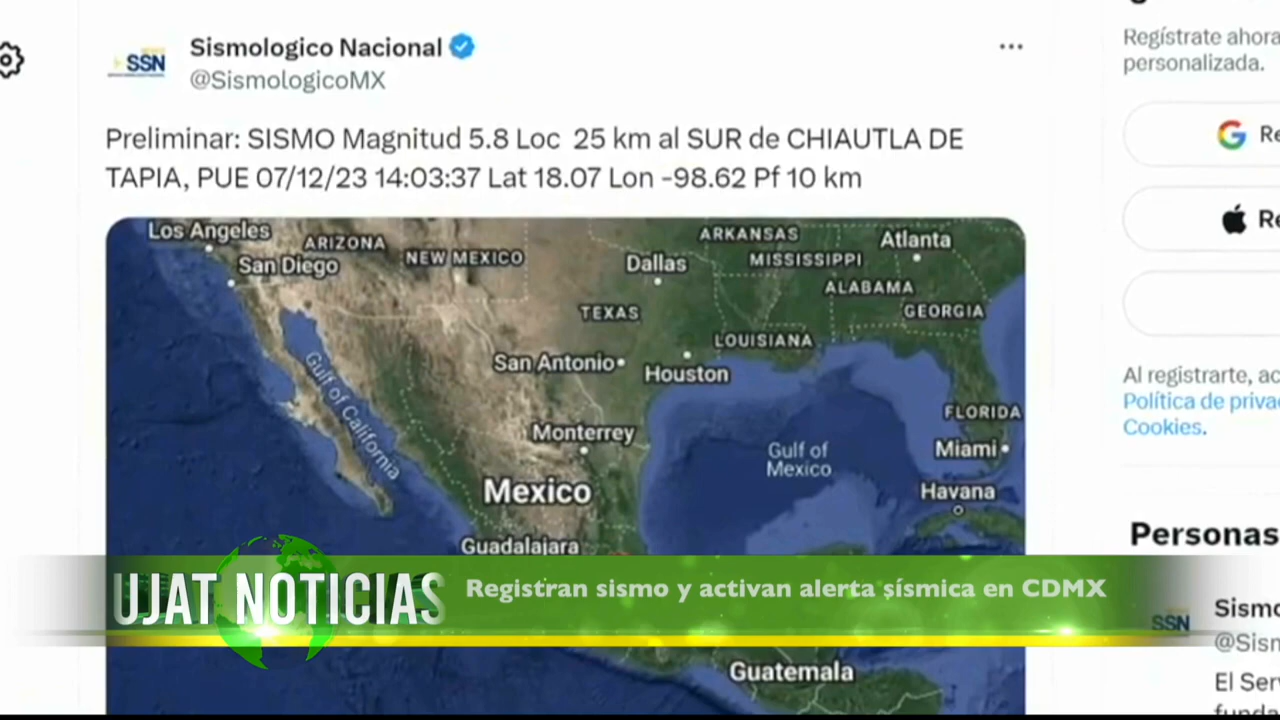 Regístrate ahora
personalizada.
SSN
Sismologico Nacional
@SismologicoMX
Preliminar: SISMO Magnitud 5.8 Loc 25 km al SUR de CHIAUTLA DE
TAPIA, PUE 07/12/23 14:03:37 Lat 18.07 Lon -98.62 Pf 10 km
Los Angeles
ARIZONA
NEW MEXICO
ARKANSAS
Atlanta
San Diego
Dallas
MISSISSIPPI
ALABAMA
TEXAS
GEORGIA
LOUISIANA
San Antonio
Houston
Gulf of California
FLORIDA
Monterrey
Gulf of
Mexico
Miami
Mexico
Havana
Guadalajara
Guatemala
Al registrarte, ac
Política de priva
Cookies.
Personas
SSN
Sismo
@Sism
El Ser
UJAT NOTICIAS
Registran sismo y activan alerta sísmica en CDMX